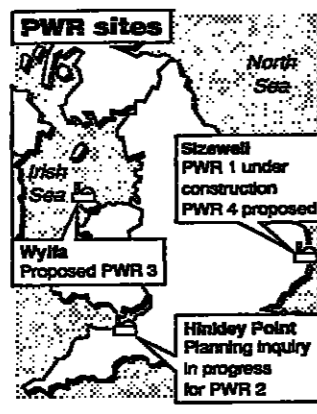 PWR sites
North
Sea
Sizewell
PWR 1 under
construction
PWR 4 proposed
Irish
Sea
Wylfa
Proposed PWR 3
Hinkley Point
Planning inquiry
in progress
for PWR 2